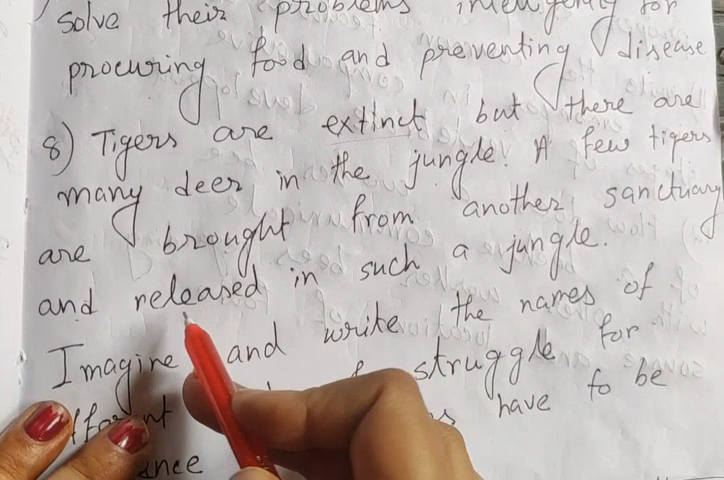 solve their problems intelligently for
procuring food and preventing disease
8) Tigers are extinct but there are
many deer in the jungle. A few tigers
are brought from another sanctuary
and released in such a jungle.
Imagine and write the names of
struggle for
have to be